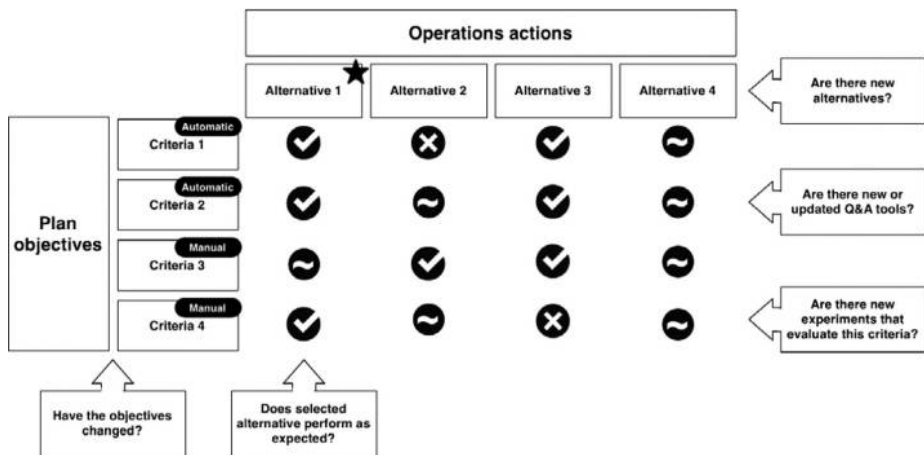 Operations actions
Alternative 1
Alternative 2
Alternative 3
Alternative 4
Are there new
alternatives?
Plan
objectives
Automatic
Criteria 1
Automatic
Criteria 2
Are there new or
updated Q&A tools?
Manual
Criteria 3
Manual
Criteria 4
Are there new
experiments that
evaluate this criteria?
Have the objectives
changed?
Does selected
alternative perform as
expected?